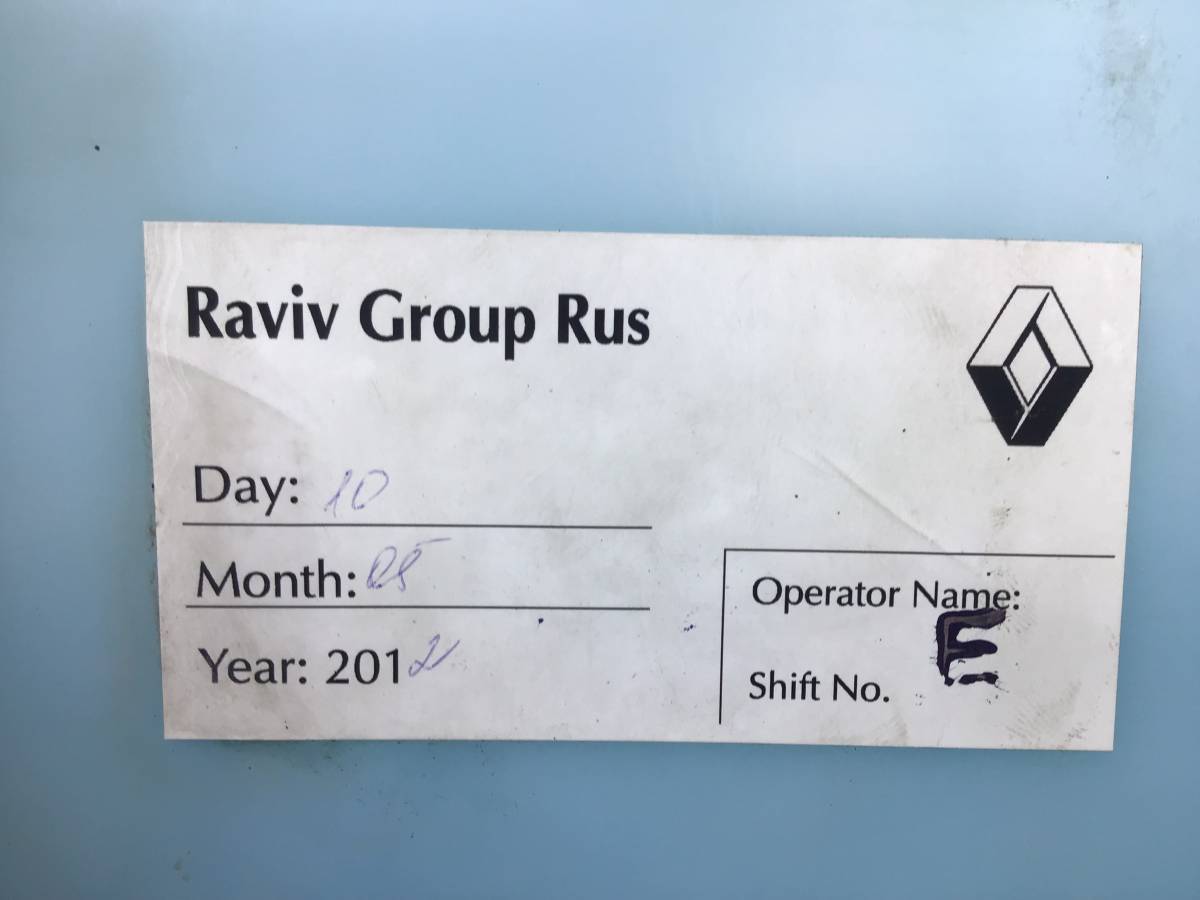 Raviv Group Rus
Day: 10
Month: 05
Year: 2012
Operator Name:
E
Shift No.